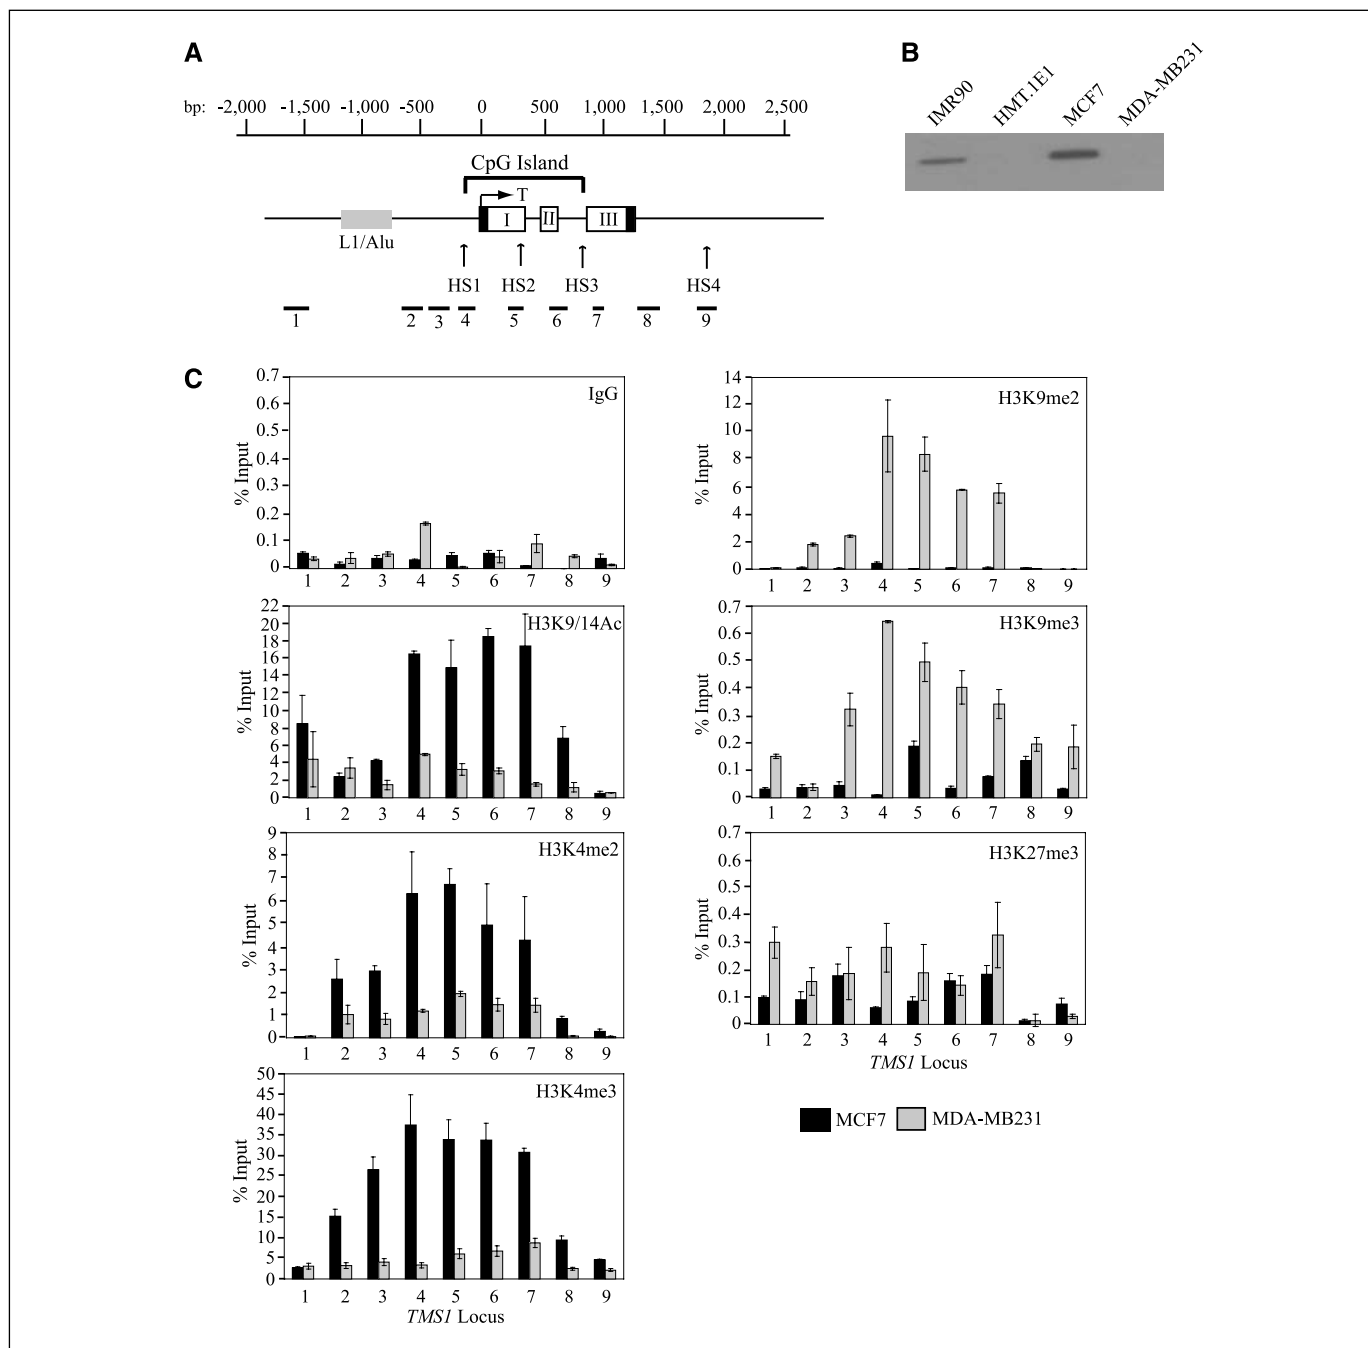 A
bp: -2,000 -1,500 -1,000 -500 0 500 1,000 1,500 2,000 2,500
CpG Island
T
I II III
L1/Alu
HS1 HS2 HS3 HS4
1 2 3 4 5 6 7 8 9
B
IMR90 HMT.1E1 MCF7 MDA-MB231
C
IgG
% Input
0.7
0.6
0.5
0.4
0.3
0.2
0.1
0
1 2 3 4 5 6 7 8 9
H3K9/14Ac
% Input
22
20
18
16
14
12
10
8
6
4
2
0
1 2 3 4 5 6 7 8 9
H3K4me2
% Input
9
8
7
6
5
4
3
2
1
0
1 2 3 4 5 6 7 8 9
H3K4me3
% Input
50
45
40
35
30
25
20
15
10
5
0
1 2 3 4 5 6 7 8 9
TMS1 Locus
H3K9me2
% Input
14
12
10
8
6
4
2
0
1 2 3 4 5 6 7 8 9
H3K9me3
% Input
0.7
0.6
0.5
0.4
0.3
0.2
0.1
0
1 2 3 4 5 6 7 8 9
H3K27me3
% Input
0.7
0.6
0.5
0.4
0.3
0.2
0.1
0
1 2 3 4 5 6 7 8 9
TMS1 Locus
MCF7 MDA-MB231